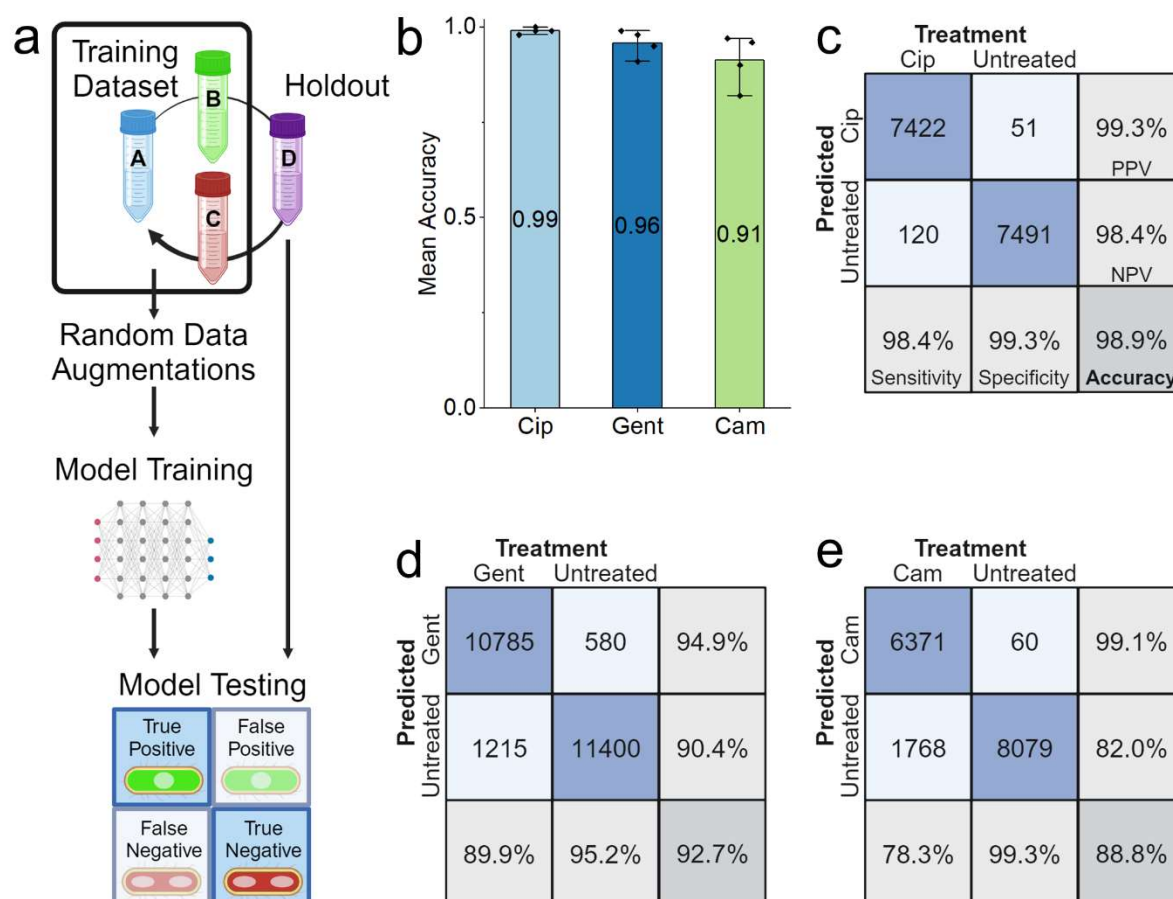 a
Training
Dataset
Holdout
A
B
C
D
Random Data
Augmentations
Model Training
Model Testing
True
Positive
False
Positive
False
Negative
True
Negative
b
Mean Accuracy
1.0
0.5
0.0
0.99
0.96
0.91
Cip
Gent
Cam
c
Treatment
Cip Untreated
Predicted
Cip
Untreated
7422 51 99.3%
PPV
120 7491 98.4%
NPV
98.4% 99.3% 98.9%
Sensitivity Specificity Accuracy
d
Treatment
Gent Untreated
Predicted
Gent
Untreated
10785 580 94.9%
1215 11400 90.4%
89.9% 95.2% 92.7%
e
Treatment
Cam Untreated
Predicted
Cam
Untreated
6371 60 99.1%
1768 8079 82.0%
78.3% 99.3% 88.8%